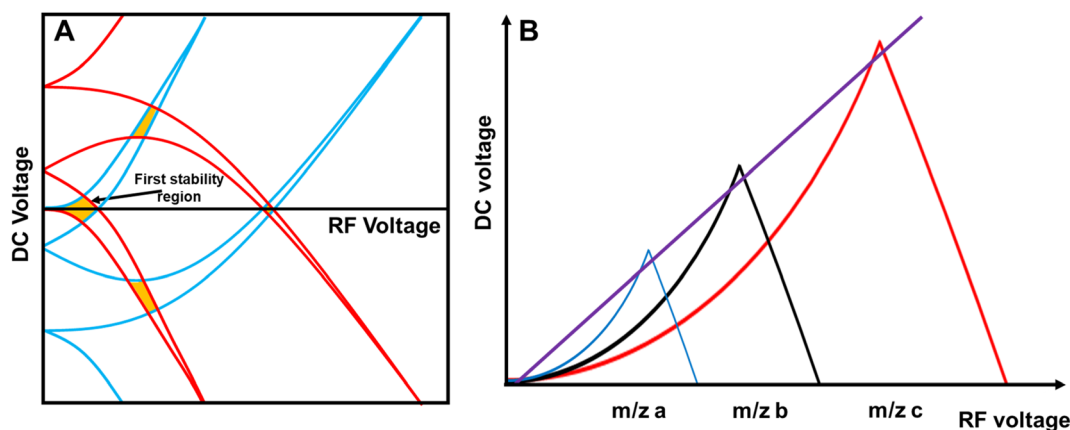 A
DC Voltage
First stability
region
RF Voltage
B
DC voltage
m/z a
m/z b
m/z c
RF voltage